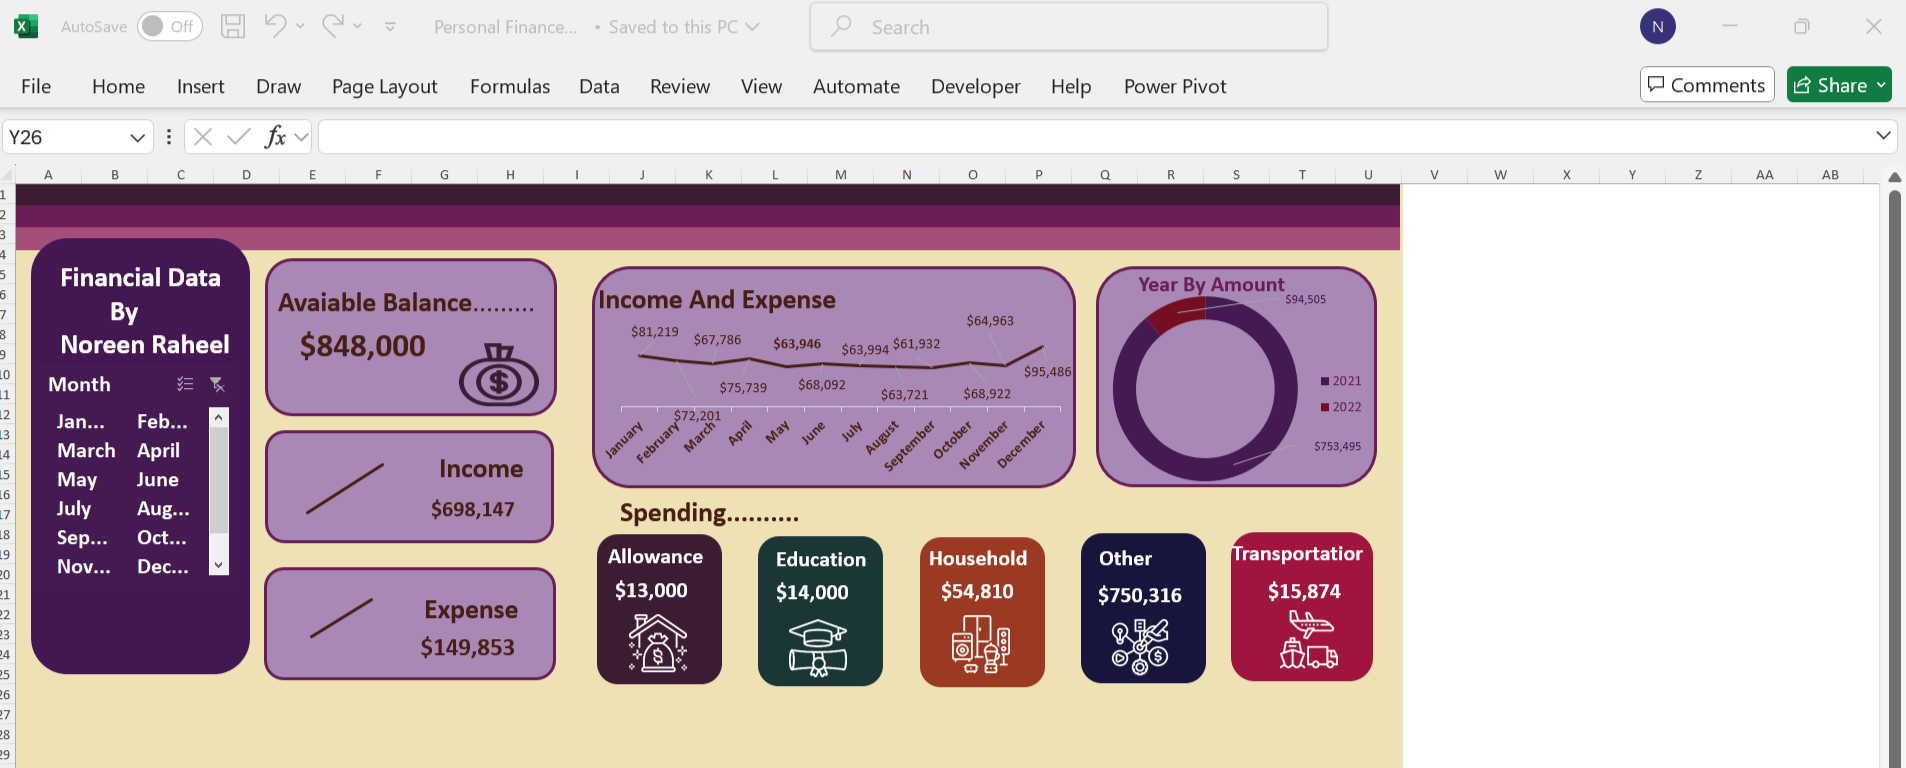 AutoSave Off Personal Finance... • Saved to this PC Search N
File Home Insert Draw Page Layout Formulas Data Review View Automate Developer Help Power Pivot Comments Share
Y26 fx
A B C D E F G H I J K L M N O P Q R S T U V W X Y Z AA AB
1
2
3
4
5
6
7
8
9
10
11
12
13
14
15
16
17
18
19
20
21
22
23
24
25
26
27
28
29
Financial Data
By
Noreen Raheel
Month
Jan... Feb...
March April
May June
July Aug...
Sep... Oct...
Nov... Dec...
Avaiable Balance.........
$848,000
Income
$698,147
Expense
$149,853
Income And Expense
$81,219
$72,201
$67,786
$75,739
$63,946
$68,092
$63,994
$63,721
$61,932
$68,922
$64,963
$95,486
January
February
March
April
May
June
July
August
September
October
November
December
Year By Amount
$94,505
2021
2022
$753,495
Spending..........
Allowance
$13,000
Education
$14,000
Household
$54,810
Other
$750,316
Transportation
$15,874